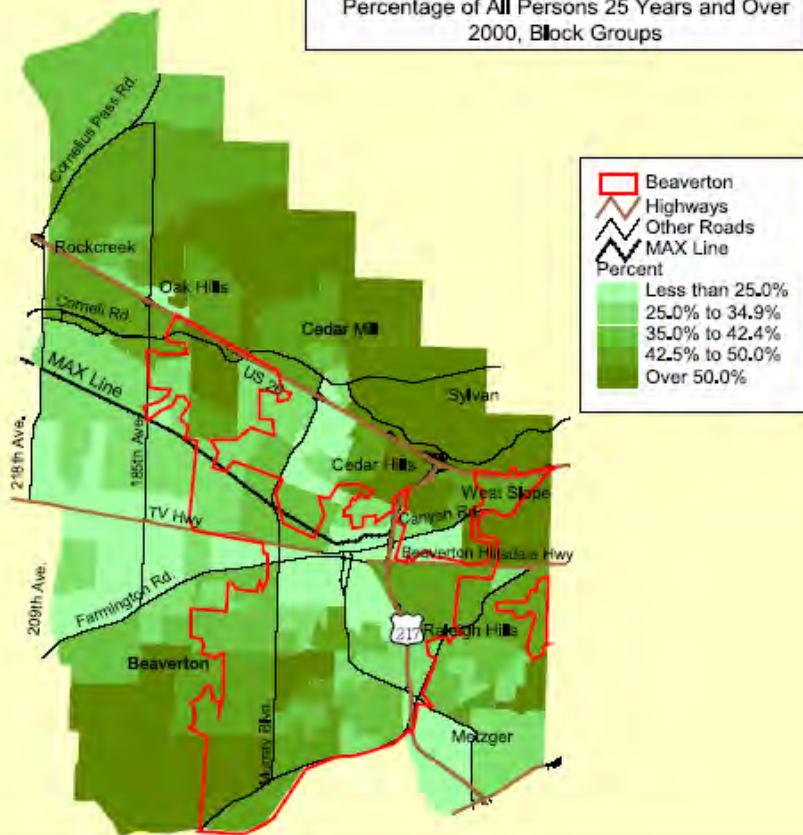 Percentage of All Persons 25 Years and Over
2000, Block Groups
Beaverton
Highways
Other Roads
MAX Line
Percent
Less than 25.0%
25.0% to 34.9%
35.0% to 42.4%
42.5% to 50.0%
Over 50.0%
Cornelius Pass Rd.
Rockcreek
Oak Hills
Cornell Rd.
Cedar Mill
MAX Line
US 26
Sylvan
218th Ave.
185th Ave.
Cedar Hills
West Slope
TV Hwy
Canyon Rd.
Beaverton Hillsdale Hwy
209th Ave.
Farmington Rd.
217
Raleigh Hills
Beaverton
Murray Blvd.
Metzger